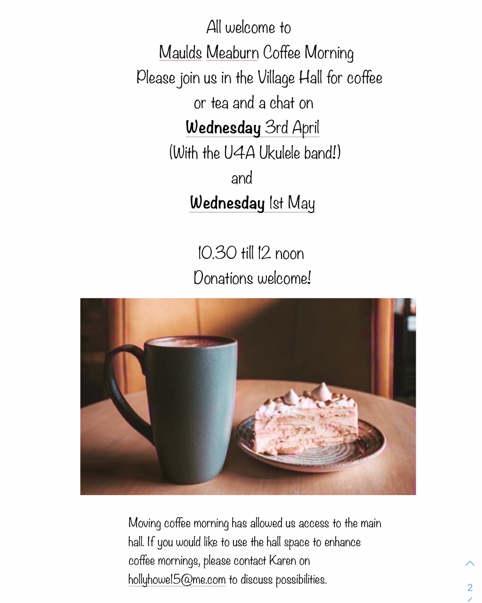 All welcome to
Maulds Meaburn Coffee Morning
Please join us in the Village Hall for coffee
or tea and a chat on
Wednesday 3rd April
(With the U4A Ukulele band!)
and
Wednesday 1st May
10.30 till 12 noon
Donations welcome!
Moving coffee morning has allowed us access to the main
hall. If you would like to use the hall space to enhance
coffee mornings, please contact Karen on
hollyhowe15@me.com to discuss possibilities.
2